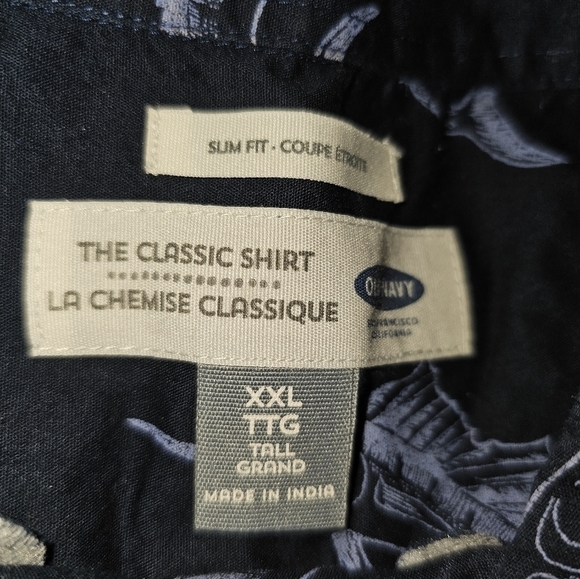 SLIM FIT · COUPE ÉTROITE
THE CLASSIC SHIRT
LA CHEMISE CLASSIQUE
OLD NAVY
FRANCISCO
CALIFORNIA
XXL
TTG
TALL
GRAND
MADE IN INDIA